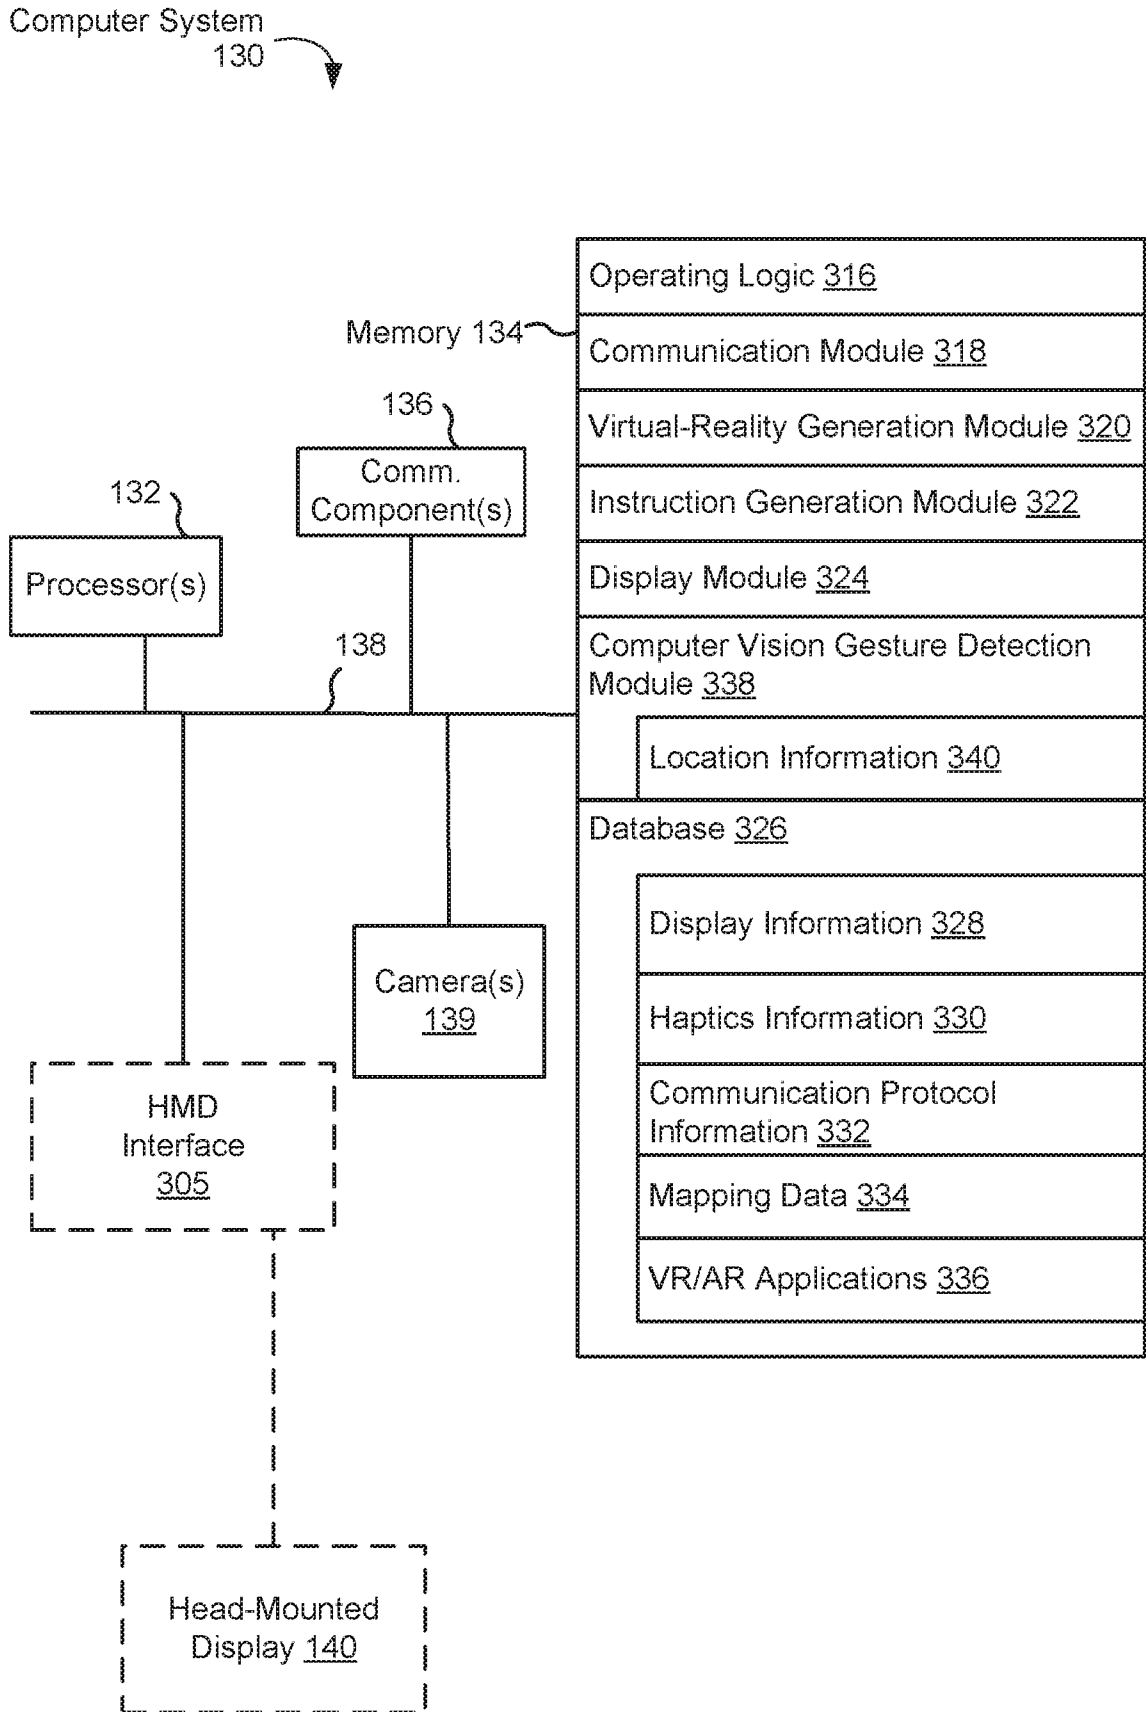 Computer System
130
Memory 134
Operating Logic 316
Communication Module 318
Virtual-Reality Generation Module 320
Instruction Generation Module 322
Display Module 324
Computer Vision Gesture Detection
Module 338
Location Information 340
Database 326
Display Information 328
Haptics Information 330
Communication Protocol
Information 332
Mapping Data 334
VR/AR Applications 336
136
Comm.
Component(s)
132
Processor(s)
138
Camera(s)
139
HMD
Interface
305
Head-Mounted
Display 140